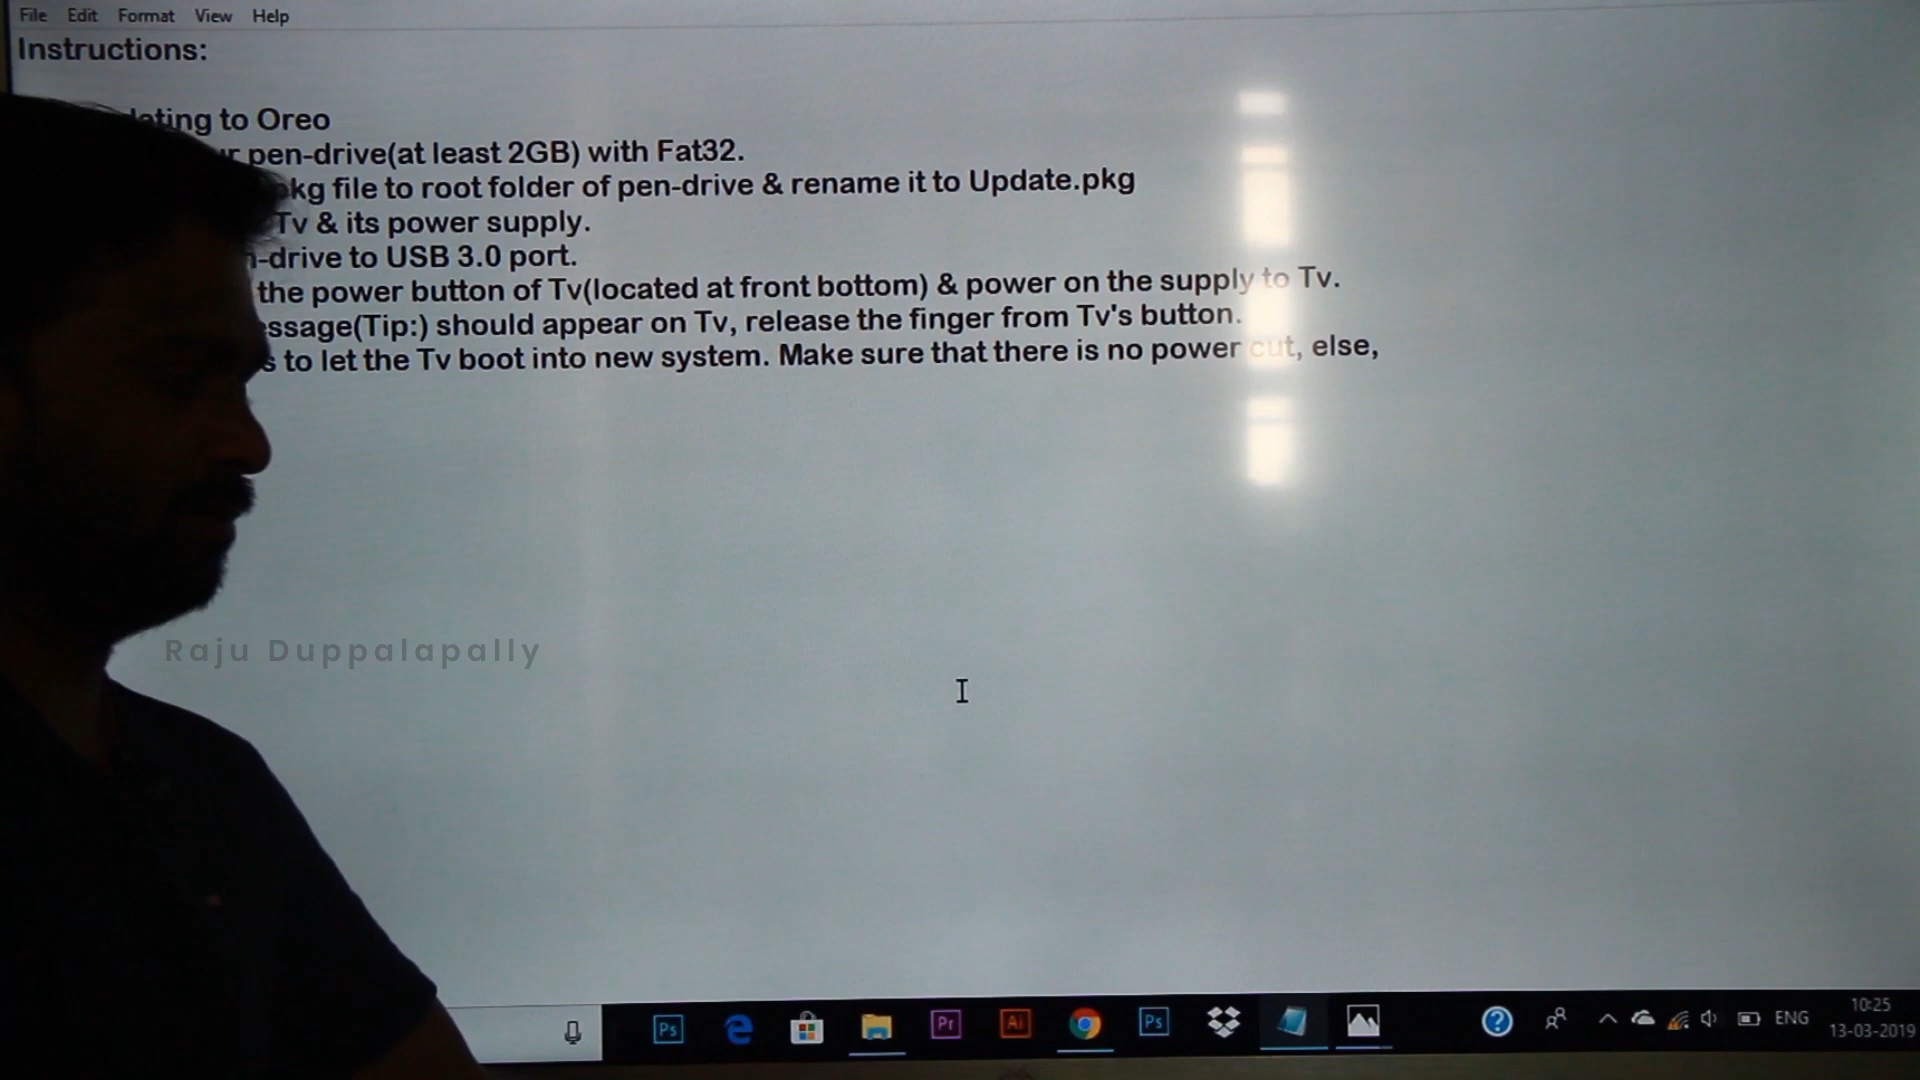 File Edit Format View Help
Instructions:
to Oreo
pen-drive(at least 2GB) with Fat32.
file to root folder of pen-drive & rename it to Update.pkg
Tv & its power supply.
-drive to USB 3.0 port.
the power button of Tv(located at front bottom) & power on the supply to Tv.
(Tip:) should appear on Tv, release the finger from Tv's button.
to let the Tv boot into new system. Make sure that there is no power cut, else,
Raju Duppalapally
Ps Pr Ai Ps ? ENG
10:25
13-03-2019